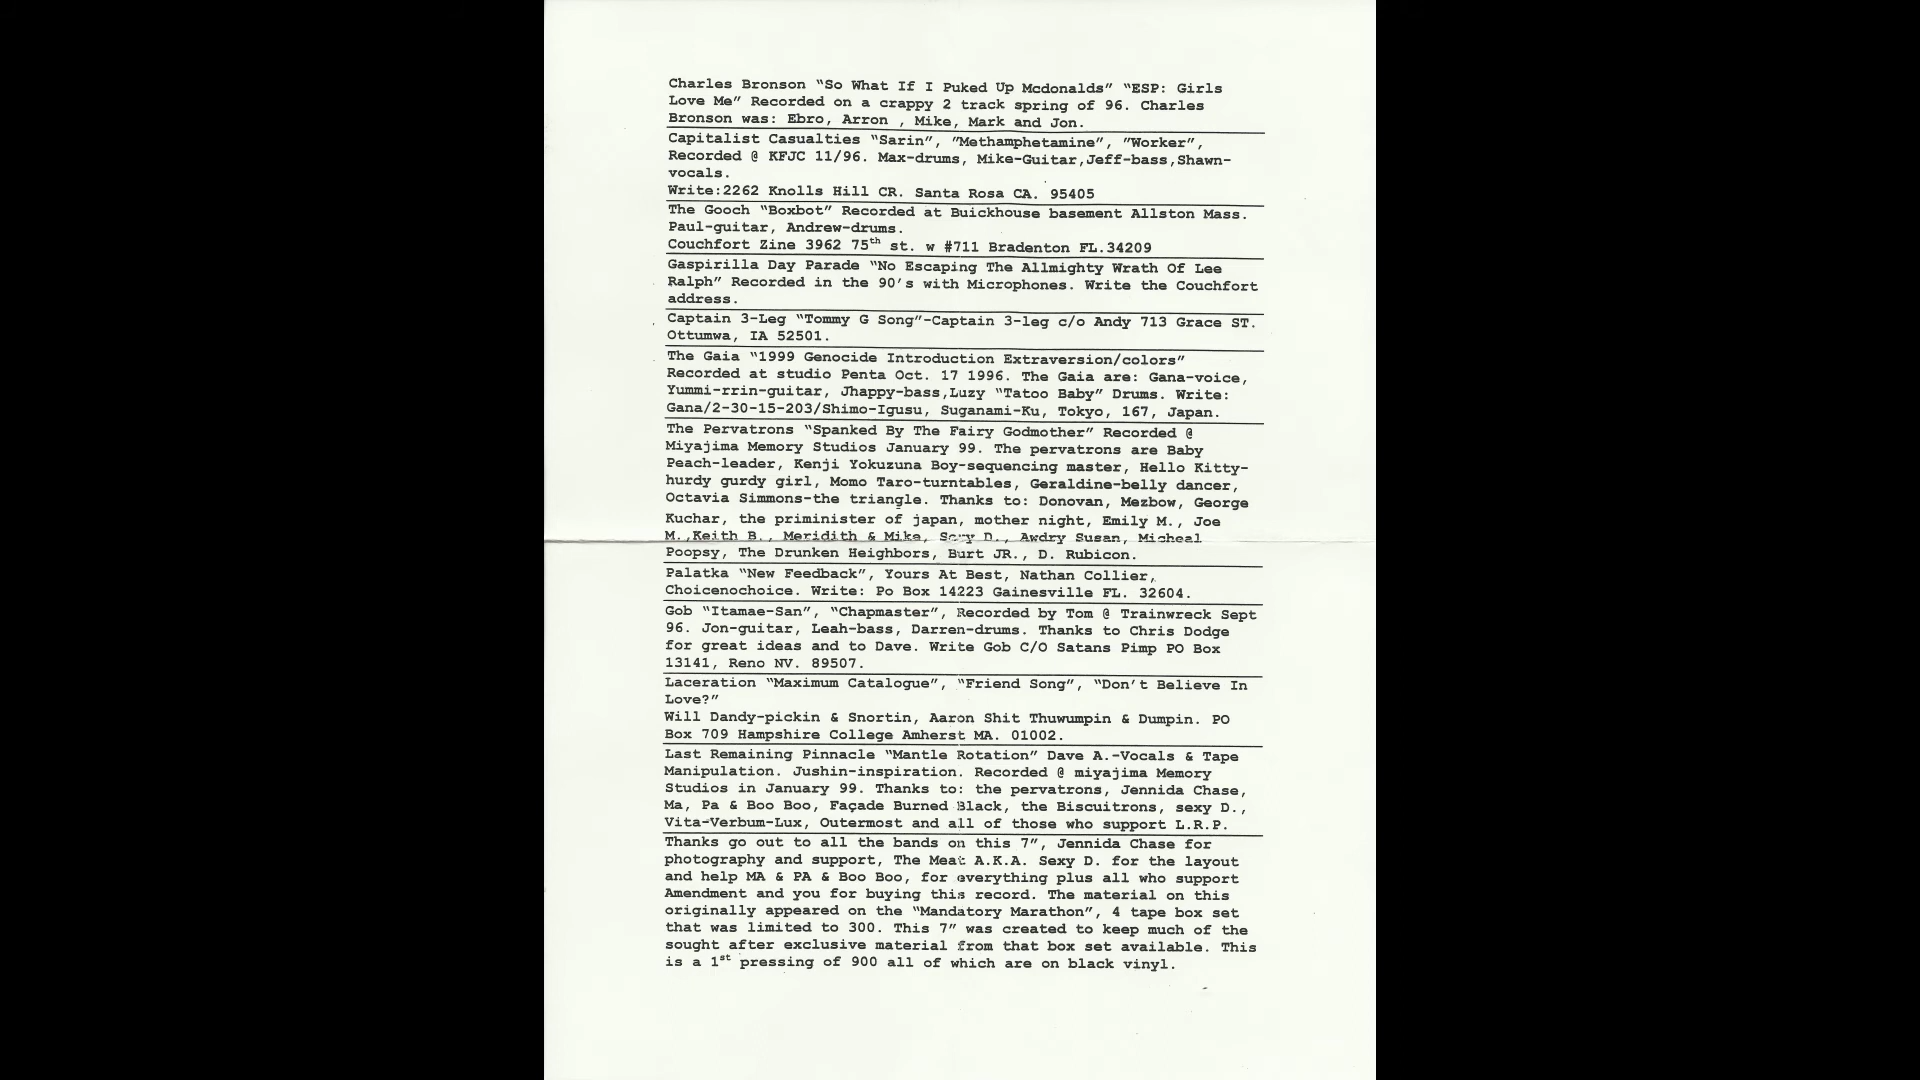 Charles Bronson “So What If I Puked Up Mcdonalds” “ESP: Girls
Love Me” Recorded on a crappy 2 track spring of 96. Charles
Bronson was: Ebro, Arron , Mike, Mark and Jon.
Capitalist Casualties “Sarin”, ”Methamphetamine”, ”Worker”,
Recorded @ KFJC 11/96. Max-drums, Mike-Guitar,Jeff-bass,Shawn-
vocals.
Write:2262 Knolls Hill CR. Santa Rosa CA. 95405
The Gooch “Boxbot” Recorded at Buickhouse basement Allston Mass.
Paul-guitar, Andrew-drums.
Couchfort Zine 3962 75th st. w #711 Bradenton FL.34209
Gaspirilla Day Parade “No Escaping The Allmighty Wrath Of Lee
Ralph” Recorded in the 90’s with Microphones. Write the Couchfort
address.
Captain 3-Leg “Tommy G Song”-Captain 3-leg c/o Andy 713 Grace ST.
Ottumwa, IA 52501.
The Gaia “1999 Genocide Introduction Extraversion/colors”
Recorded at studio Penta Oct. 17 1996. The Gaia are: Gana-voice,
Yummi-rrin-guitar, Jhappy-bass,Luzy “Tatoo Baby” Drums. Write:
Gana/2-30-15-203/Shimo-Igusu, Suganami-Ku, Tokyo, 167, Japan.
The Pervatrons “Spanked By The Fairy Godmother” Recorded @
Miyajima Memory Studios January 99. The pervatrons are Baby
Peach-leader, Kenji Yokuzuna Boy-sequencing master, Hello Kitty-
hurdy gurdy girl, Momo Taro-turntables, Geraldine-belly dancer,
Octavia Simmons-the triangle. Thanks to: Donovan, Mezbow, George
Kuchar, the priminister of japan, mother night, Emily M., Joe
M.,Keith B., Meridith & Mike, D., Awdry Susan, Micheal
Poopsy, The Drunken Heighbors, Burt JR., D. Rubicon.
Palatka “New Feedback”, Yours At Best, Nathan Collier,
Choicenochoice. Write: Po Box 14223 Gainesville FL. 32604.
Gob “Itamae-San”, “Chapmaster”, Recorded by Tom @ Trainwreck Sept
96. Jon-guitar, Leah-bass, Darren-drums. Thanks to Chris Dodge
for great ideas and to Dave. Write Gob C/O Satans Pimp PO Box
13141, Reno NV. 89507.
Laceration “Maximum Catalogue”, “Friend Song”, “Don’t Believe In
Love?”
Will Dandy-pickin & Snortin, Aaron Shit Thuwumpin & Dumpin. PO
Box 709 Hampshire College Amherst MA. 01002.
Last Remaining Pinnacle “Mantle Rotation” Dave A.-Vocals & Tape
Manipulation. Jushin-inspiration. Recorded @ miyajima Memory
Studios in January 99. Thanks to: the pervatrons, Jennida Chase,
Ma, Pa & Boo Boo, Façade Burned Black, the Biscuitrons, sexy D.,
Vita-Verbum-Lux, Outermost and all of those who support L.R.P.
Thanks go out to all the bands on this 7”, Jennida Chase for
photography and support, The Meat A.K.A. Sexy D. for the layout
and help MA & PA & Boo Boo, for everything plus all who support
Amendment and you for buying this record. The material on this
originally appeared on the “Mandatory Marathon”, 4 tape box set
that was limited to 300. This 7” was created to keep much of the
sought after exclusive material from that box set available. This
is a 1st pressing of 900 all of which are on black vinyl.